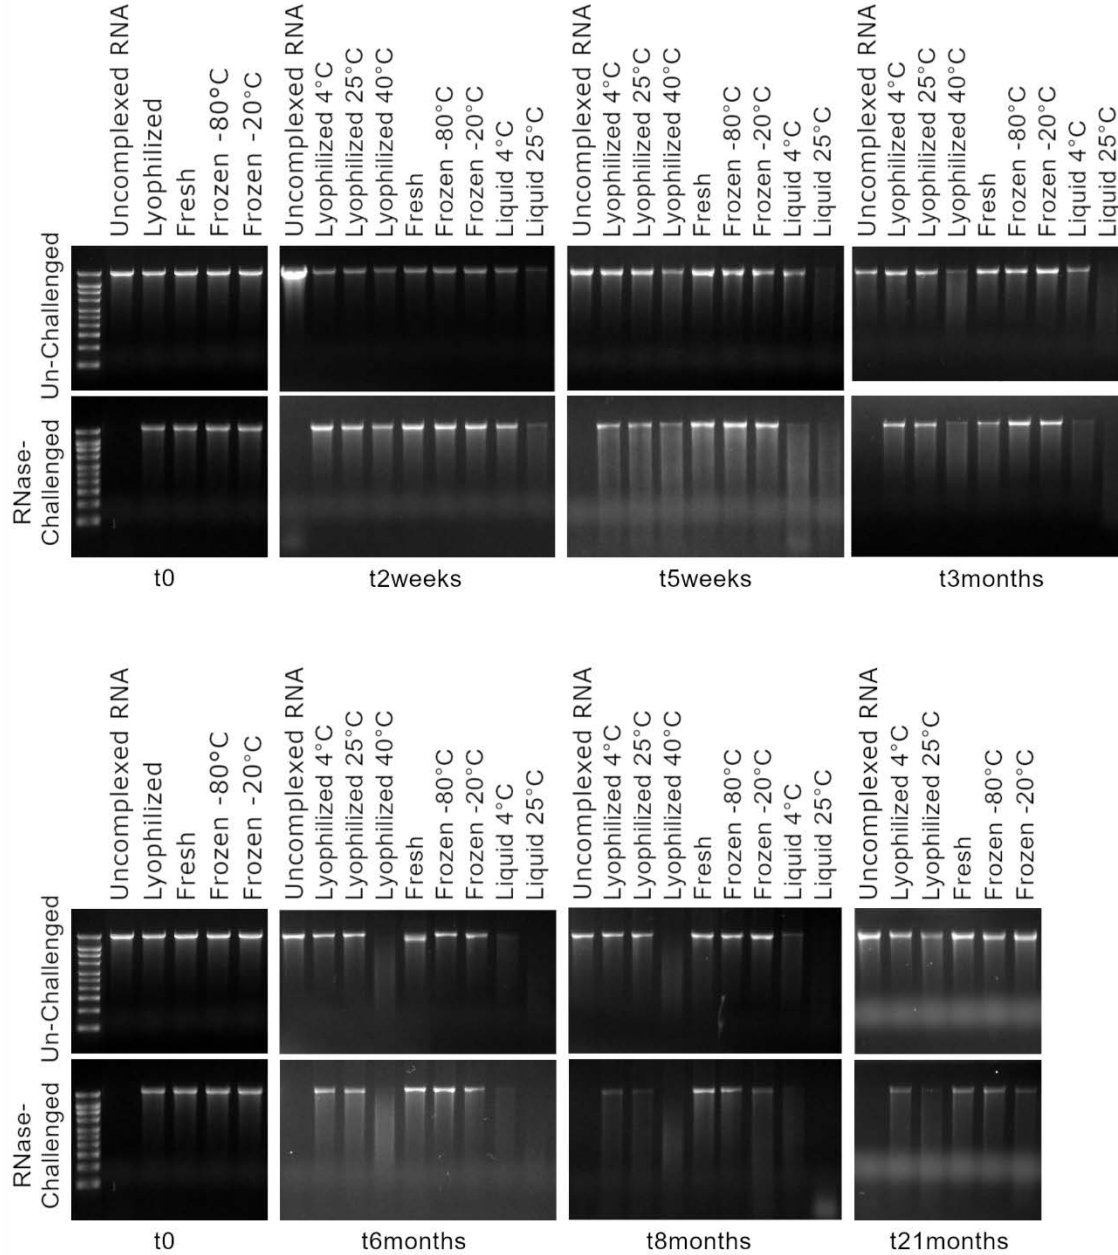 Uncomplexed RNA
Lyophilized
Fresh
Frozen -80°C
Frozen -20°C
Uncomplexed RNA
Lyophilized 4°C
Lyophilized 25°C
Lyophilized 40°C
Fresh
Frozen -80°C
Frozen -20°C
Liquid 4°C
Liquid 25°C
Uncomplexed RNA
Lyophilized 4°C
Lyophilized 25°C
Lyophilized 40°C
Fresh
Frozen -80°C
Frozen -20°C
Liquid 4°C
Liquid 25°C
Uncomplexed RNA
Lyophilized 4°C
Lyophilized 25°C
Lyophilized 40°C
Fresh
Frozen -80°C
Frozen -20°C
Liquid 4°C
Liquid 25°C
Un-Challenged
RNase-
Challenged
t0
t2weeks
t5weeks
t3months
Uncomplexed RNA
Lyophilized
Fresh
Frozen -80°C
Frozen -20°C
Uncomplexed RNA
Lyophilized 4°C
Lyophilized 25°C
Lyophilized 40°C
Fresh
Frozen -80°C
Frozen -20°C
Liquid 4°C
Liquid 25°C
Uncomplexed RNA
Lyophilized 4°C
Lyophilized 25°C
Lyophilized 40°C
Fresh
Frozen -80°C
Frozen -20°C
Liquid 4°C
Liquid 25°C
Uncomplexed RNA
Lyophilized 4°C
Lyophilized 25°C
Fresh
Frozen -80°C
Frozen -20°C
Un-Challenged
RNase-
Challenged
t0
t6months
t8months
t21months